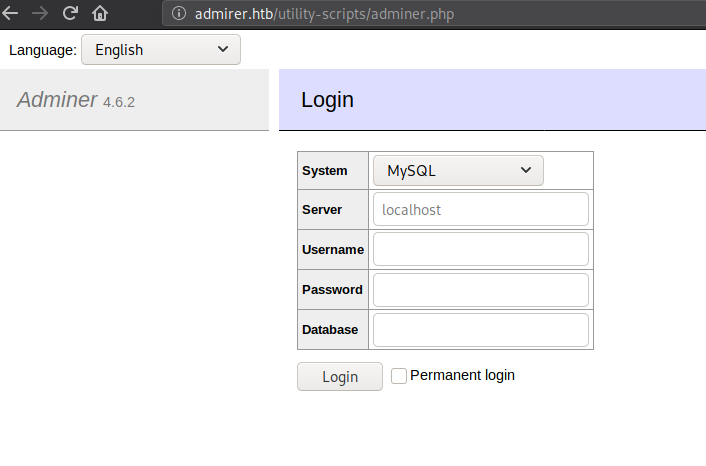 admirer.htb/utility-scripts/adminer.php
Language: English
Adminer 4.6.2
Login
System MySQL
Server localhost
Username
Password
Database
Login Permanent login